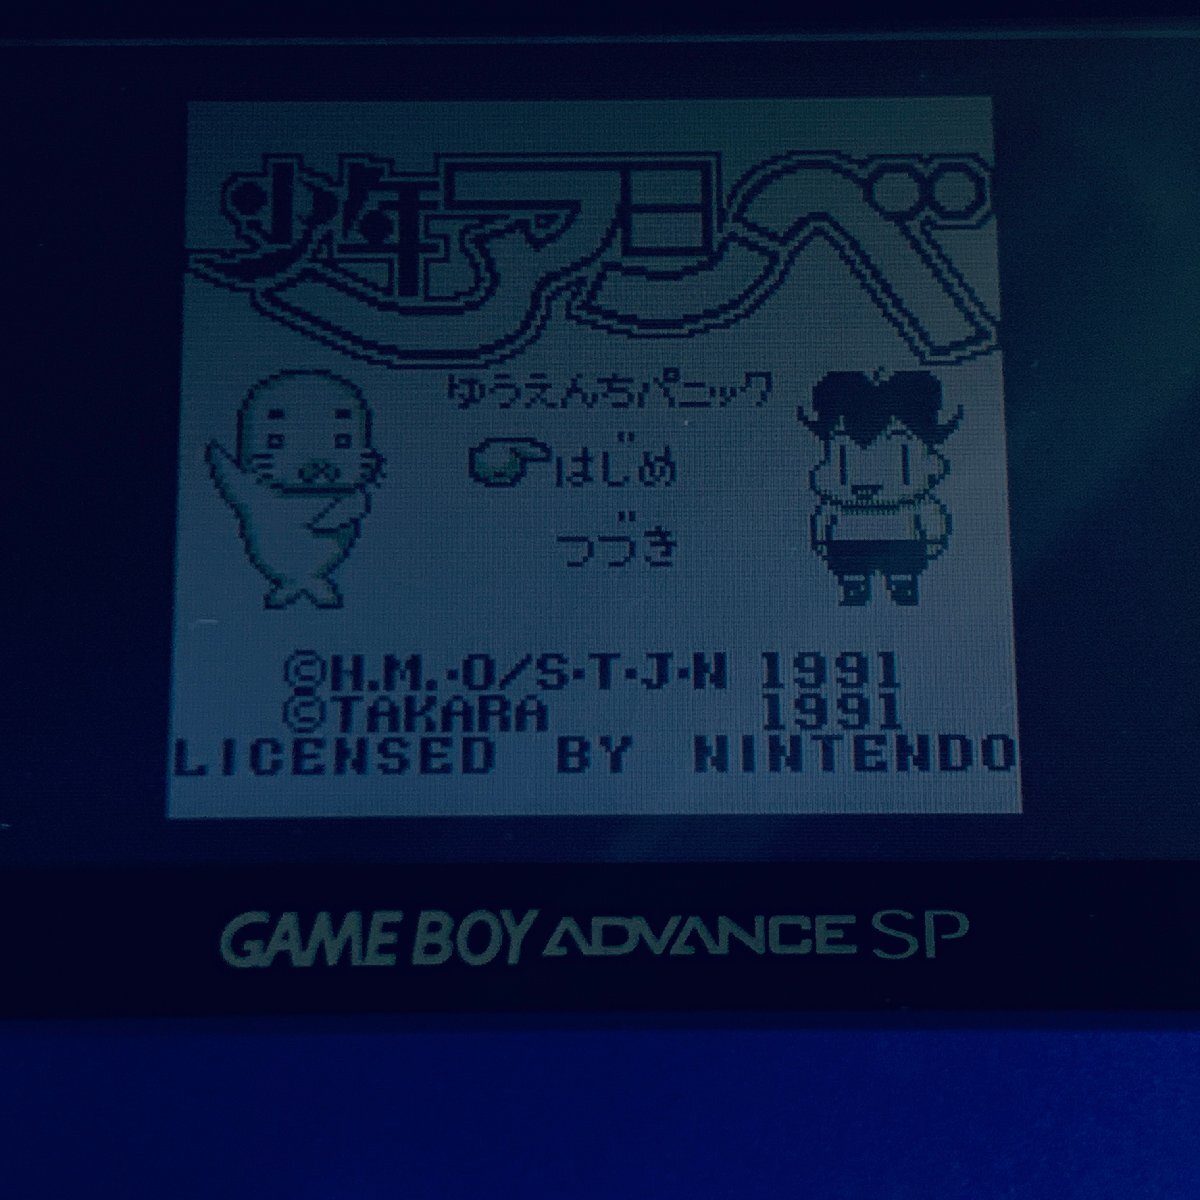 少年アシベ
ゆうえんちパニック
はじめ
つづき
©H.M.·O/S·T·J·N 1991
©TAKARA 1991
LICENSED BY NINTENDO
GAME BOY ADVANCE SP